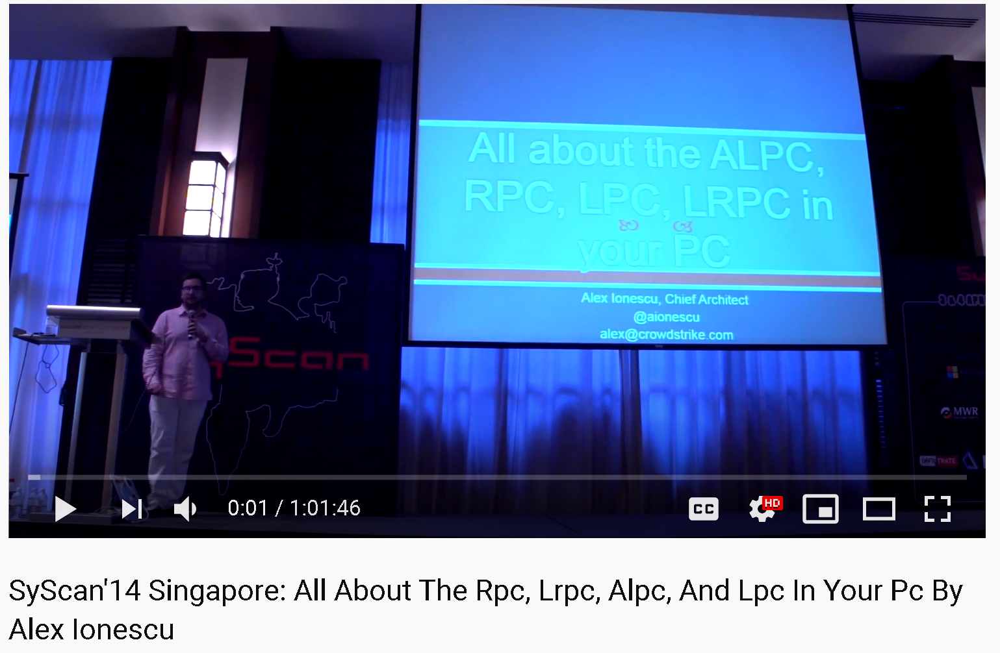 All about the ALPC,
RPC, LPC, LRPC in
your PC
Alex Ionescu, Chief Architect
@aionescu
alex@crowdstrike.com
Scan
MWR
INFILTRATE
0:01 / 1:01:46
CC
HD
SyScan'14 Singapore: All About The Rpc, Lrpc, Alpc, And Lpc In Your Pc By
Alex Ionescu